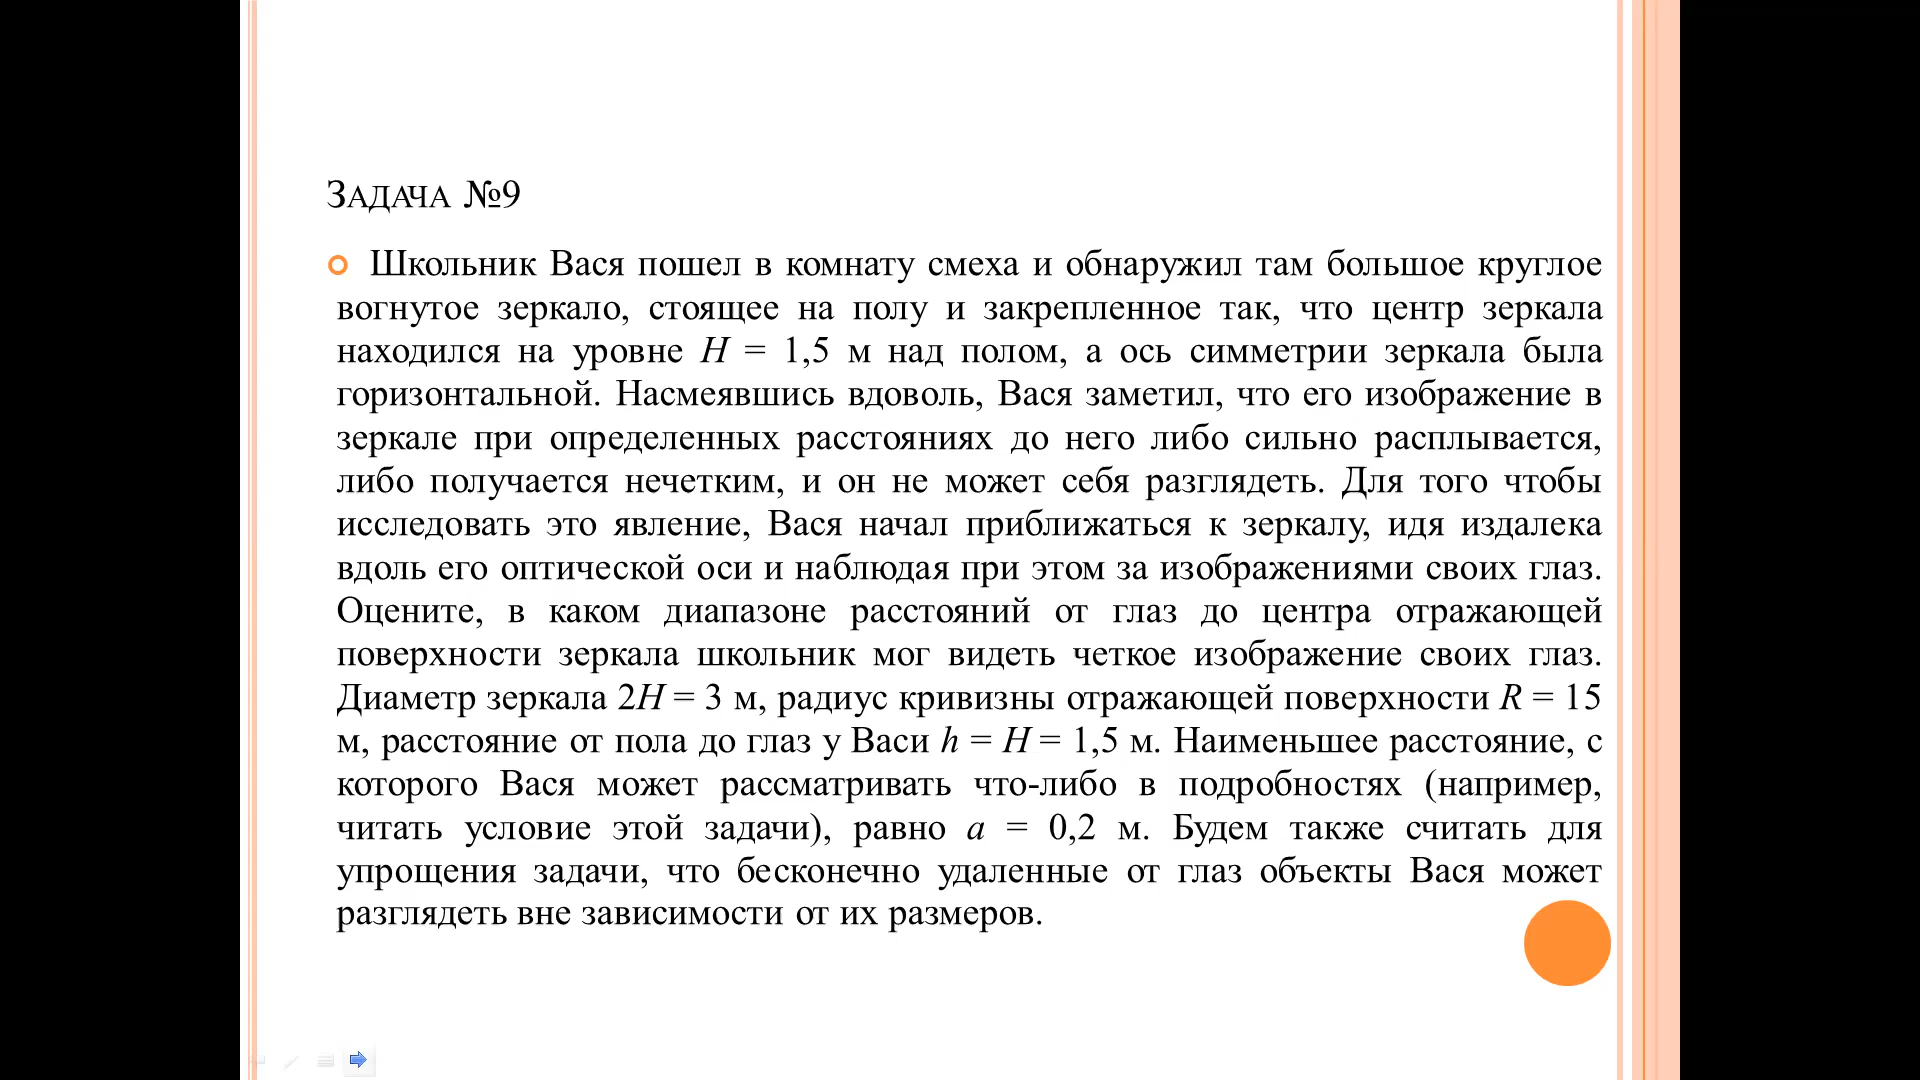 Задача №9
Школьник Вася пошел в комнату смеха и обнаружил там большое круглое
вогнутое зеркало, стоящее на полу и закрепленное так, что центр зеркала
находился на уровне H = 1,5 м над полом, а ось симметрии зеркала была
горизонтальной. Насмеявшись вдоволь, Вася заметил, что его изображение в
зеркале при определенных расстояниях до него либо сильно расплывается,
либо получается нечетким, и он не может себя разглядеть. Для того чтобы
исследовать это явление, Вася начал приближаться к зеркалу, идя издалека
вдоль его оптической оси и наблюдая при этом за изображениями своих глаз.
Оцените, в каком диапазоне расстояний от глаз до центра отражающей
поверхности зеркала школьник мог видеть четкое изображение своих глаз.
Диаметр зеркала 2H = 3 м, радиус кривизны отражающей поверхности R = 15
м, расстояние от пола до глаз у Васи h = H = 1,5 м. Наименьшее расстояние, с
которого Вася может рассматривать что-либо в подробностях (например,
читать условие этой задачи), равно a = 0,2 м. Будем также считать для
упрощения задачи, что бесконечно удаленные от глаз объекты Вася может
разглядеть вне зависимости от их размеров.